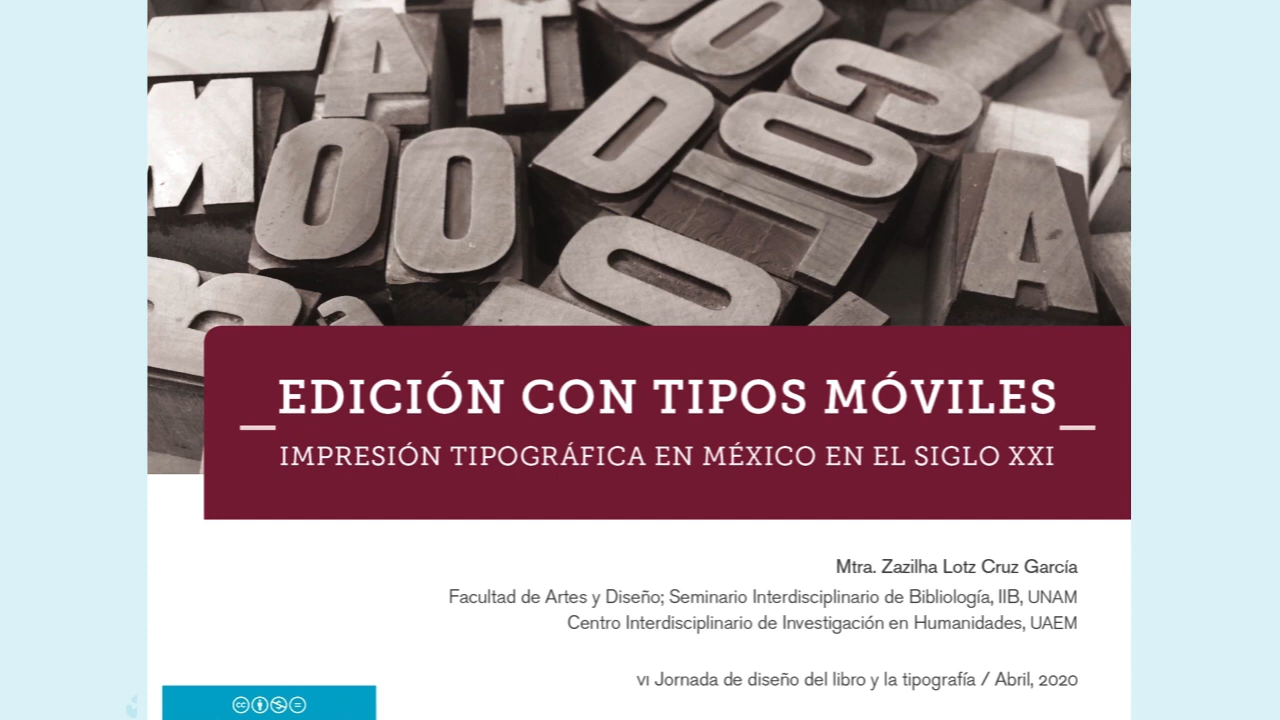 EDICIÓN CON TIPOS MÓVILES
IMPRESIÓN TIPOGRÁFICA EN MÉXICO EN EL SIGLO XXI
Mtra. Zazilha Lotz Cruz García
Facultad de Artes y Diseño; Seminario Interdisciplinario de Bibliología, IIB, UNAM
Centro Interdisciplinario de Investigación en Humanidades, UAEM
VI Jornada de diseño del libro y la tipografía / Abril, 2020